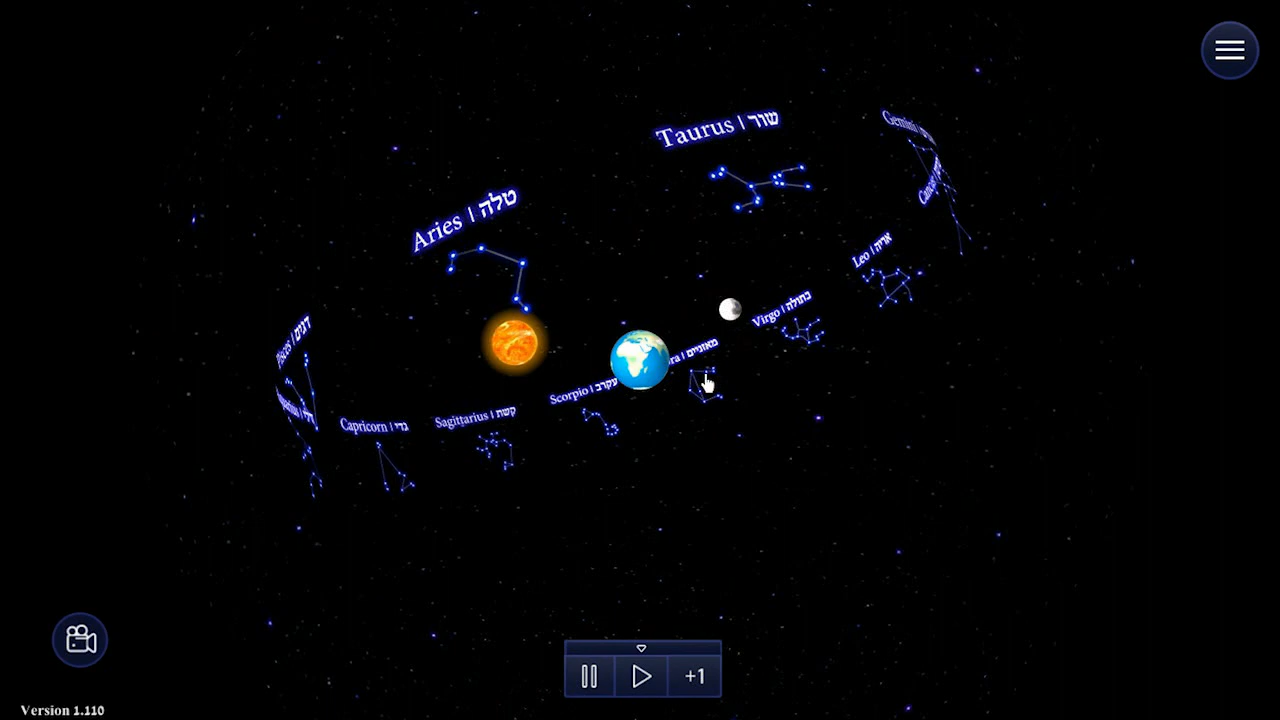 Taurus | שור
Gemini
Aries | טלה
Cancer
Leo | אריה
Virgo | בתולה
Pisces | דגים
ra | מאזניים
Scorpio | עקרב
Sagittarius | קשת
Capricorn | גדי
+1
Version 1.110